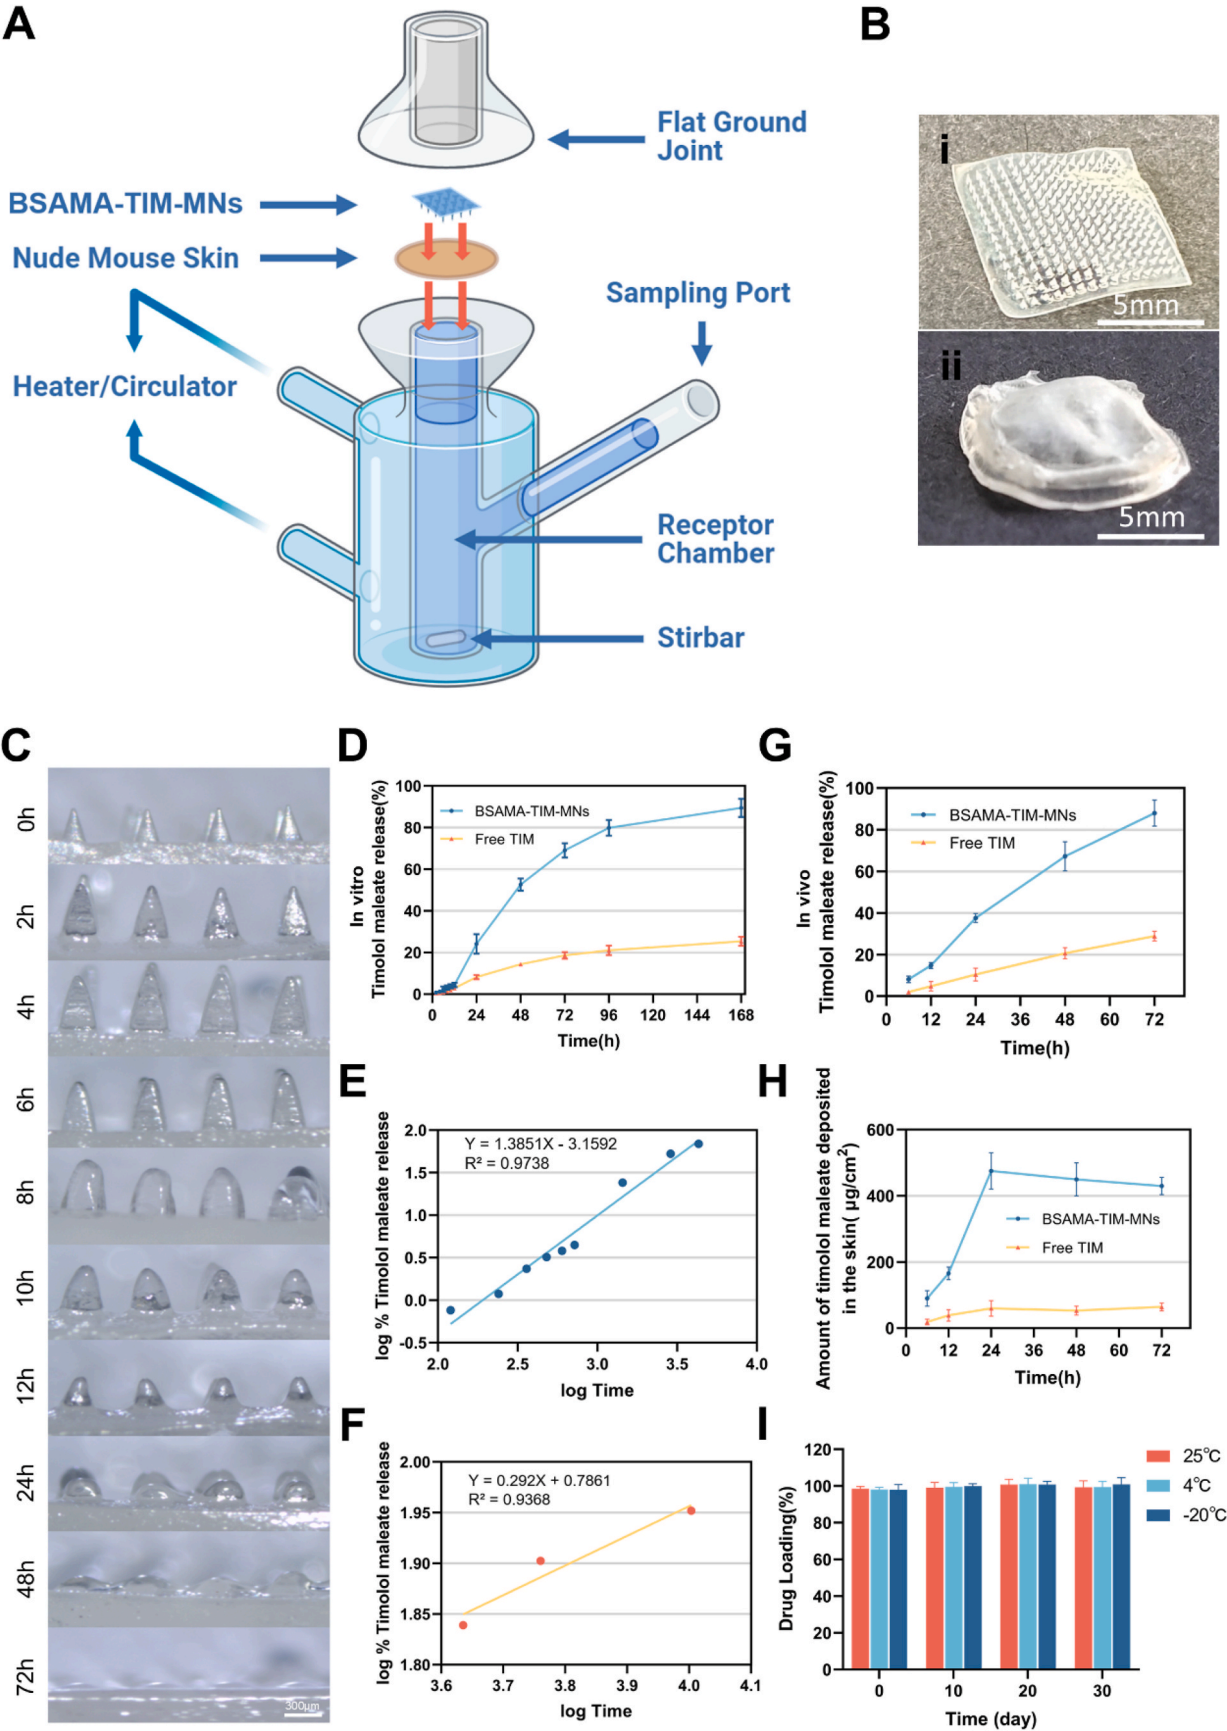 A
Flat Ground
Joint
BSAMA-TIM-MNs
Nude Mouse Skin
Sampling Port
Heater/Circulator
Receptor
Chamber
Stirbar
B
i
5mm
ii
5mm
C
0h
2h
4h
6h
8h
10h
12h
24h
48h
72h
300μm
D
In vitro
Timolol maleate release(%)
100
80
60
40
20
0
BSAMA-TIM-MNs
Free TIM
0 24 48 72 96 120 144 168
Time(h)
E
log % Timolol maleate release
2.0
1.5
1.0
0.5
0.0
-0.5
Y = 1.3851X - 3.1592
R² = 0.9738
2.0 2.5 3.0 3.5 4.0
log Time
F
log % Timolol maleate release
2.00
1.95
1.90
1.85
1.80
Y = 0.292X + 0.7861
R² = 0.9368
3.6 3.7 3.8 3.9 4.0 4.1
log Time
G
In vivo
Timolol maleate release(%)
100
80
60
40
20
0
BSAMA-TIM-MNs
Free TIM
0 12 24 36 48 60 72
Time(h)
H
Amount of timolol maleate deposited
in the skin( μg/cm²)
600
400
200
0
BSAMA-TIM-MNs
Free TIM
0 12 24 36 48 60 72
Time(h)
I
Drug Loading(%)
120
100
80
60
40
20
0
25℃
4℃
-20℃
0 10 20 30
Time (day)